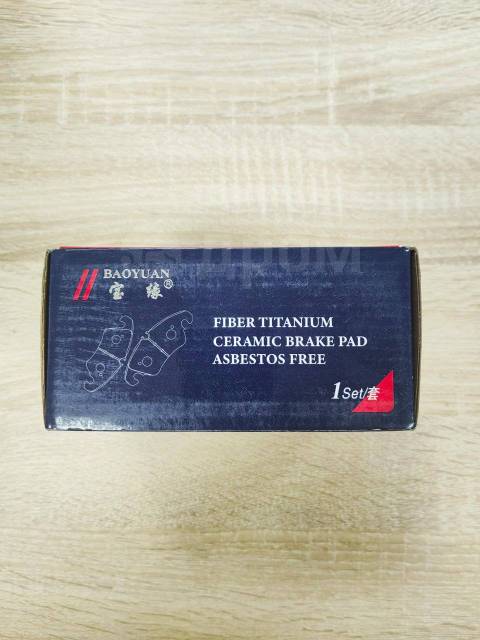 BAOYUAN
宝缘®
FIBER TITANIUM
CERAMIC BRAKE PAD
ASBESTOS FREE
1Set/套